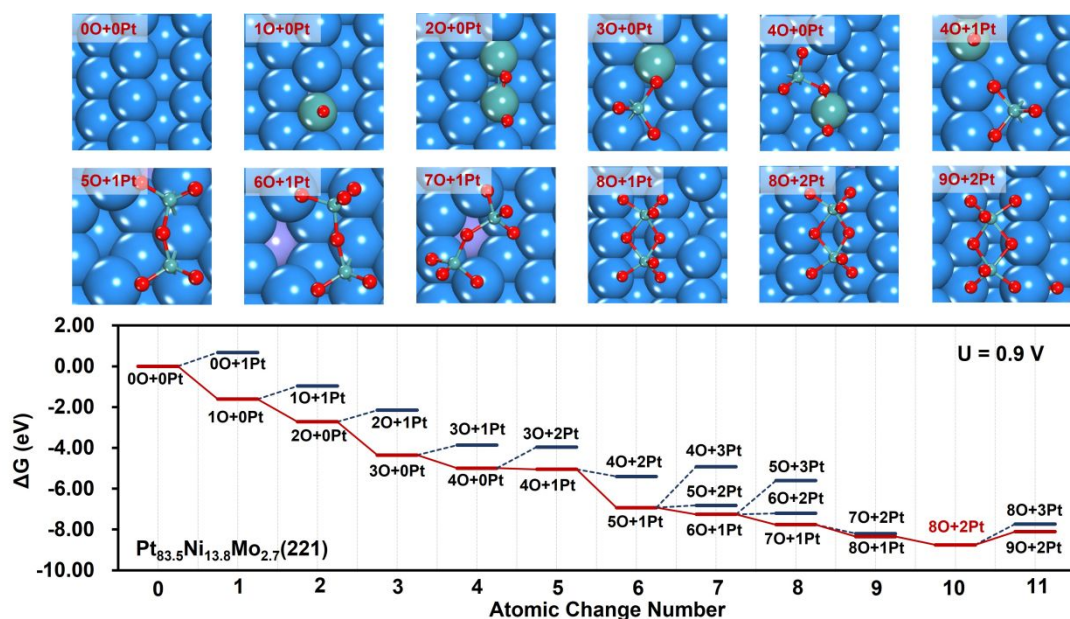 0O+0Pt
1O+0Pt
2O+0Pt
3O+0Pt
4O+0Pt
4O+1Pt
5O+1Pt
6O+1Pt
7O+1Pt
8O+1Pt
8O+2Pt
9O+2Pt
U = 0.9 V
ΔG (eV)
2.00
0.00
-2.00
-4.00
-6.00
-8.00
-10.00
0O+0Pt
0O+1Pt
1O+0Pt
1O+1Pt
2O+0Pt
2O+1Pt
3O+0Pt
3O+1Pt
4O+0Pt
3O+2Pt
4O+1Pt
4O+2Pt
5O+1Pt
4O+3Pt
5O+2Pt
6O+1Pt
5O+3Pt
6O+2Pt
7O+1Pt
7O+2Pt
8O+1Pt
8O+2Pt
8O+3Pt
9O+2Pt
Pt83.5Ni13.8Mo2.7(221)
0 1 2 3 4 5 6 7 8 9 10 11
Atomic Change Number